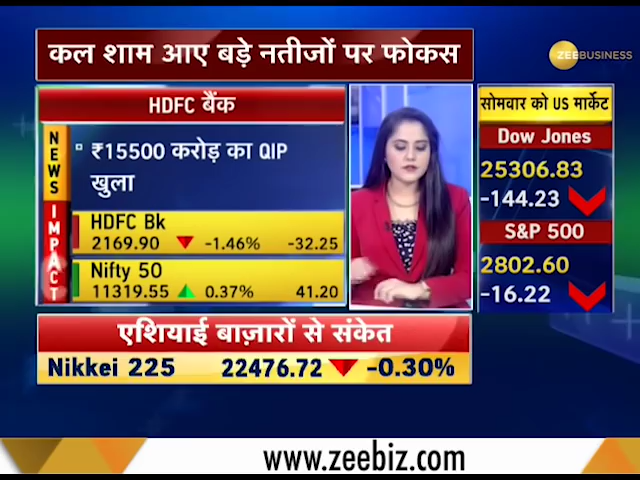 कल शाम आए बड़े नतीजों पर फोकस
ZEE BUSINESS
HDFC बैंक
NEWS IMPACT
₹15500 करोड़ का QIP
खुला
HDFC Bk
2169.90 ▼ -1.46% -32.25
Nifty 50
11319.55 ▲ 0.37% 41.20
सोमवार को US मार्केट
Dow Jones
25306.83
-144.23
S&P 500
2802.60
-16.22
एशियाई बाज़ारों से संकेत
Nikkei 225 22476.72 ▼ -0.30%
www.zeebiz.com